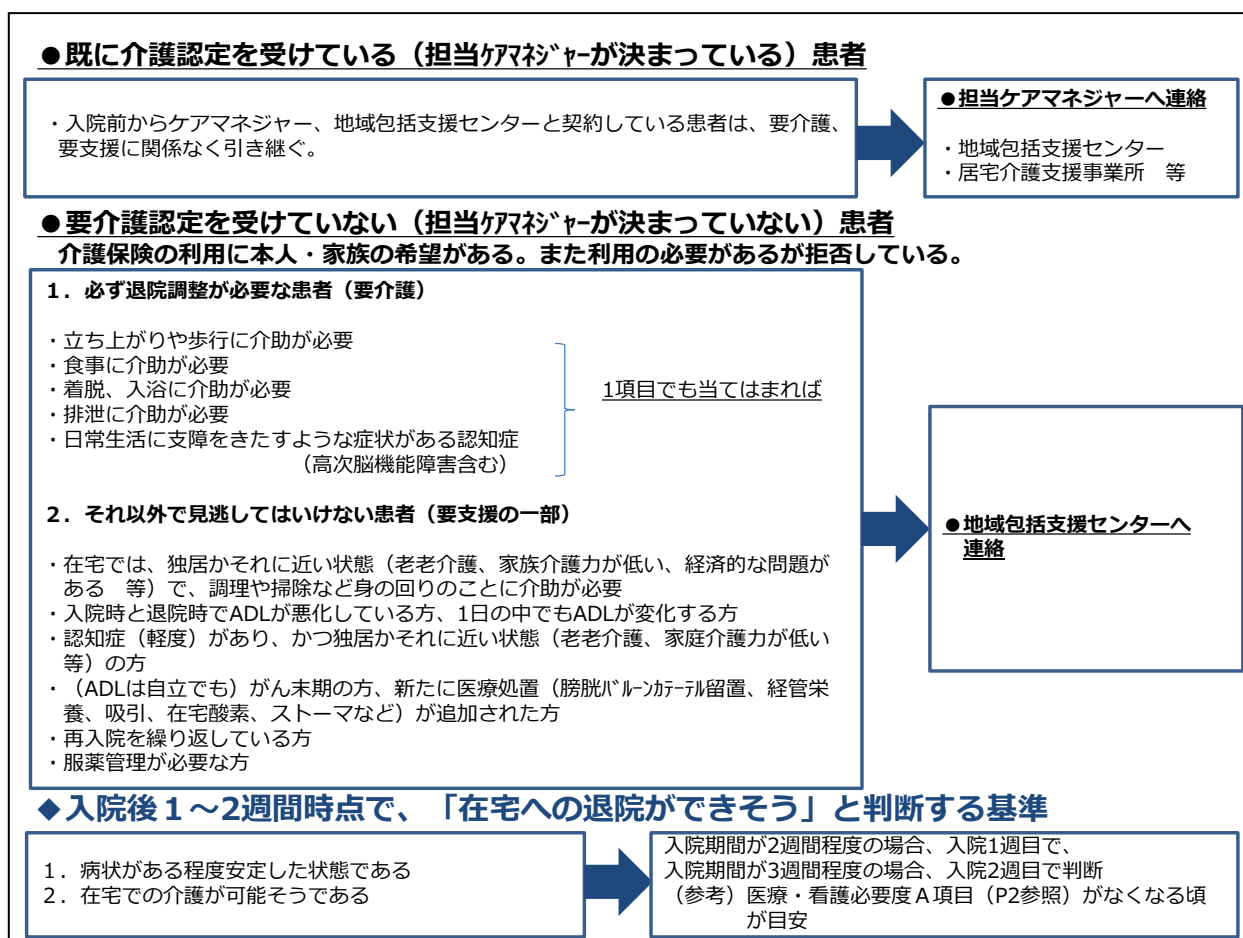 ●既に介護認定を受けている（担当ｹｱﾏﾈｼﾞｬｰが決まっている）患者
・入院前からケアマネジャー、地域包括支援センターと契約している患者は、要介護、
要支援に関係なく引き継ぐ。
●担当ケアマネジャーへ連絡
・地域包括支援センター
・居宅介護支援事業所　等
●要介護認定を受けていない（担当ｹｱﾏﾈｼﾞｬｰが決まっていない）患者
介護保険の利用に本人・家族の希望がある。また利用の必要があるが拒否している。
１．必ず退院調整が必要な患者（要介護）
・立ち上がりや歩行に介助が必要
・食事に介助が必要
・着脱、入浴に介助が必要
・排泄に介助が必要
・日常生活に支障をきたすような症状がある認知症
（高次脳機能障害含む）
1項目でも当てはまれば
２．それ以外で見逃してはいけない患者（要支援の一部）
・在宅では、独居かそれに近い状態（老老介護、家族介護力が低い、経済的な問題が
ある　等）で、調理や掃除など身の回りのことに介助が必要
・入院時と退院時でADLが悪化している方、1日の中でもADLが変化する方
・認知症（軽度）があり、かつ独居かそれに近い状態（老老介護、家庭介護力が低い
等）の方
・（ADLは自立でも）がん末期の方、新たに医療処置（膀胱ﾊﾞﾙｰﾝｶﾃｰﾃﾙ留置、経管栄
養、吸引、在宅酸素、ストーマなど）が追加された方
・再入院を繰り返している方
・服薬管理が必要な方
●地域包括支援センターへ
連絡
◆入院後１～2週間時点で、「在宅への退院ができそう」と判断する基準
１．病状がある程度安定した状態である
２．在宅での介護が可能そうである
入院期間が2週間程度の場合、入院1週目で、
入院期間が3週間程度の場合、入院2週目で判断
（参考）医療・看護必要度Ａ項目（P2参照）がなくなる頃
が目安